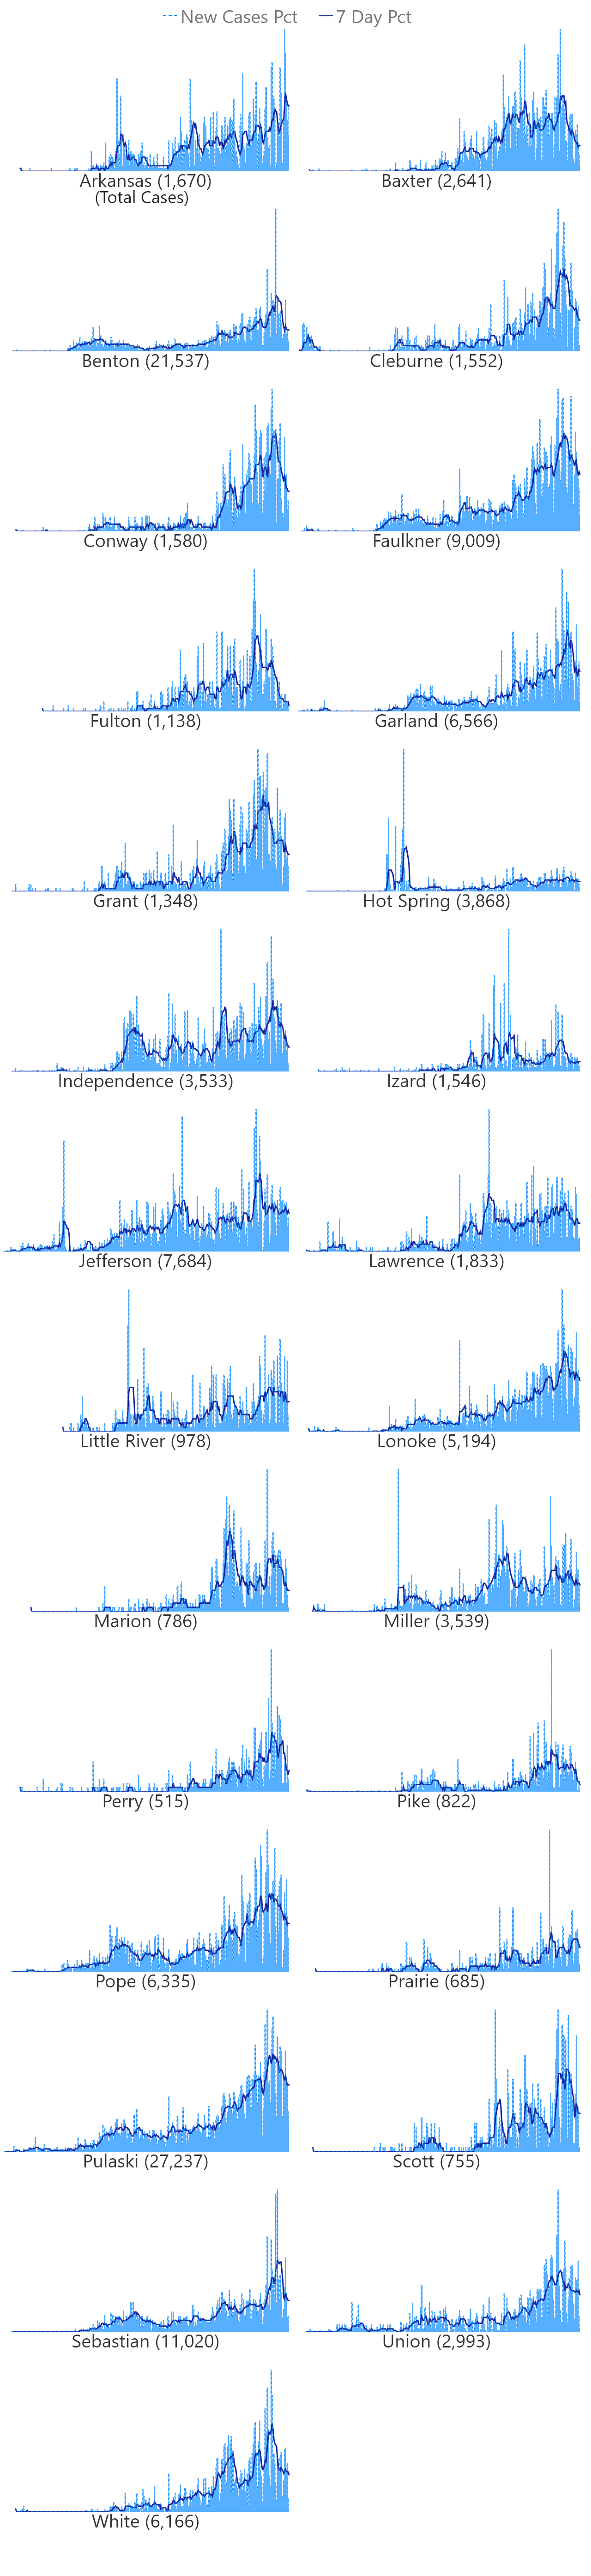 New Cases Pct 7 Day Pct
Arkansas (1,670)
(Total Cases)
Baxter (2,641)
Benton (21,537)
Cleburne (1,552)
Conway (1,580)
Faulkner (9,009)
Fulton (1,138)
Garland (6,566)
Grant (1,348)
Hot Spring (3,868)
Independence (3,533)
Izard (1,546)
Jefferson (7,684)
Lawrence (1,833)
Little River (978)
Lonoke (5,194)
Marion (786)
Miller (3,539)
Perry (515)
Pike (822)
Pope (6,335)
Prairie (685)
Pulaski (27,237)
Scott (755)
Sebastian (11,020)
Union (2,993)
White (6,166)